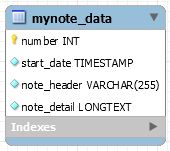 mynote_data
number INT
start_date TIMESTAMP
note_header VARCHAR(255)
note_detail LONGTEXT
Indexes